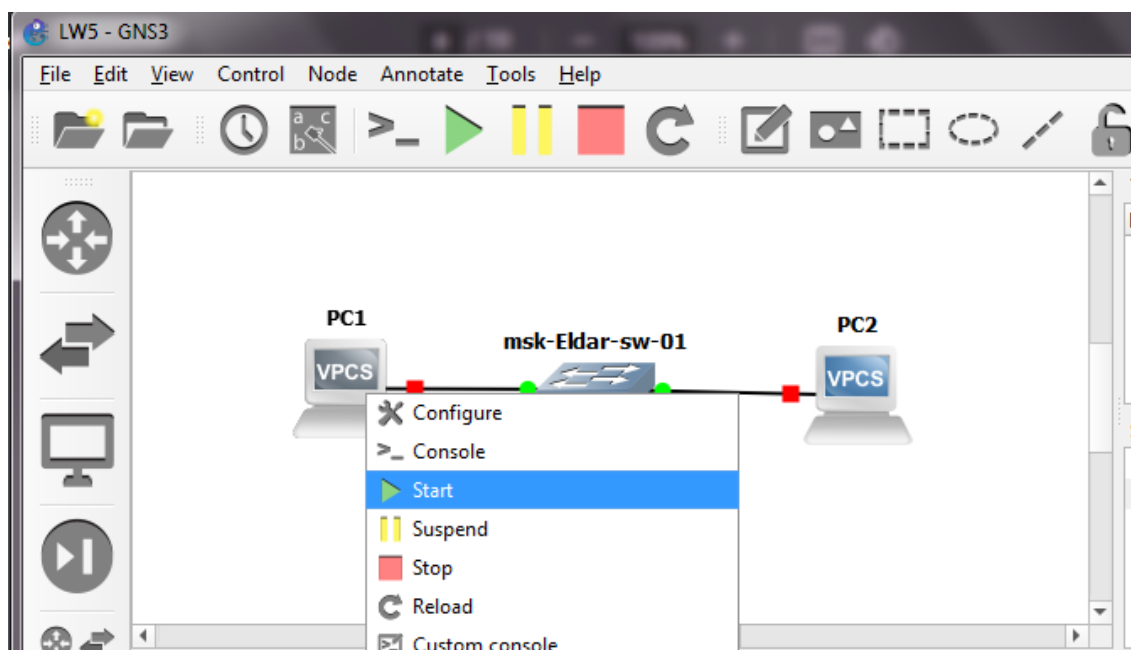 LW5 - GNS3
File Edit View Control Node Annotate Tools Help
a c
b
PC1
msk-Eldar-sw-01
PC2
VPCS
VPCS
Configure
>_ Console
Start
Suspend
Stop
Reload
Custom console